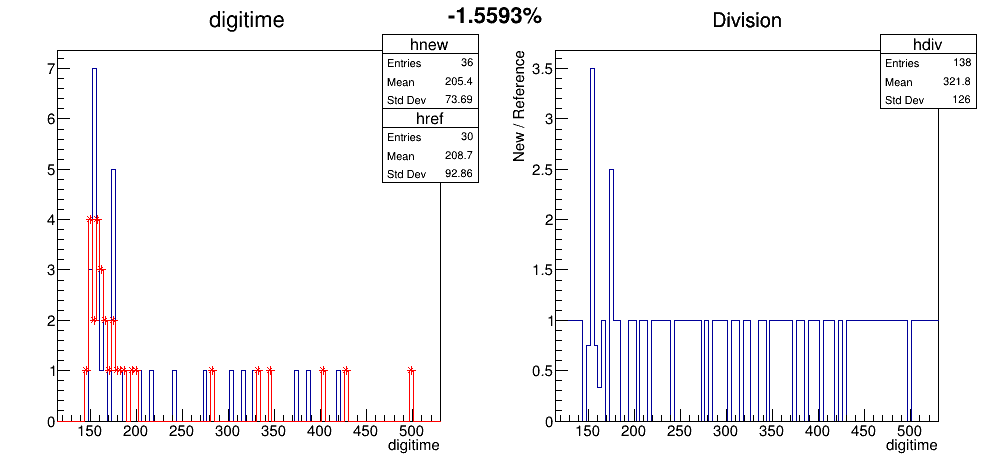 -1.5593%
digitime
hnew
Entries 36
Mean 205.4
Std Dev 73.69
href
Entries 30
Mean 208.7
Std Dev 92.86
7
6
5
4
3
2
1
0
150 200 250 300 350 400 450 500
digitime
Division
hdiv
Entries 138
Mean 321.8
Std Dev 126
New / Reference
3.5
3
2.5
2
1.5
1
0.5
0
150 200 250 300 350 400 450 500
digitime